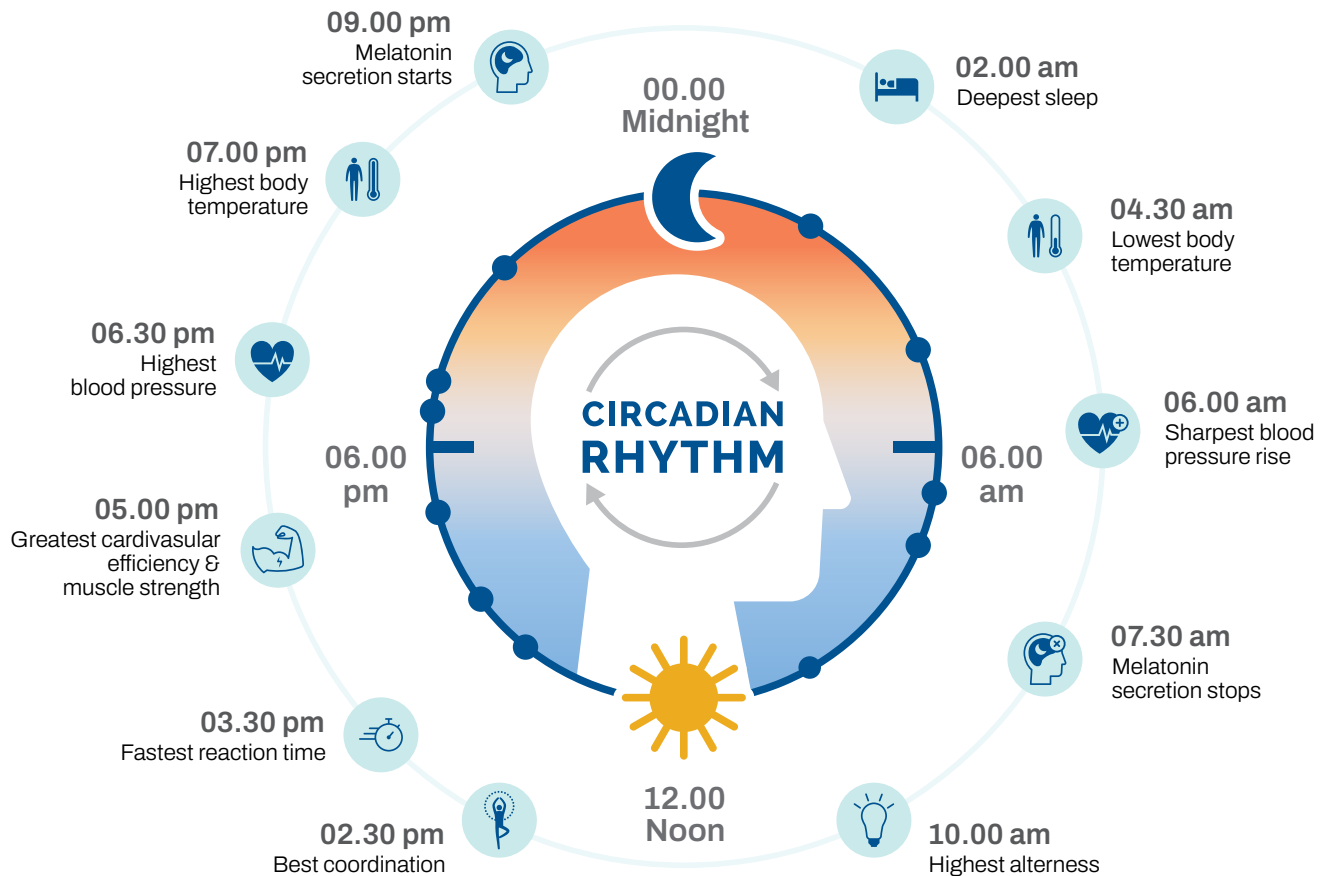 09.00 pm
Melatonin
secretion starts
00.00
Midnight
02.00 am
Deepest sleep
07.00 pm
Highest body
temperature
04.30 am
Lowest body
temperature
06.30 pm
Highest
blood pressure
CIRCADIAN
RHYTHM
06.00 am
Sharpest blood
pressure rise
06.00
pm
06.00
am
05.00 pm
Greatest cardivasular
efficiency &
muscle strength
07.30 am
Melatonin
secretion stops
03.30 pm
Fastest reaction time
12.00
Noon
02.30 pm
Best coordination
10.00 am
Highest alterness